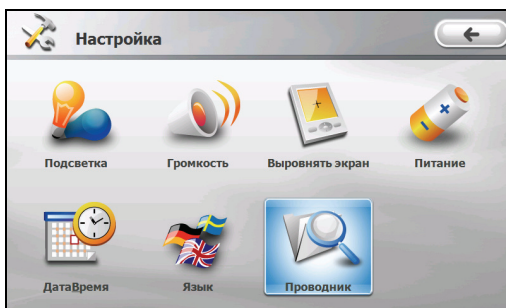 Настройка
Подсветка
Громкость
Выровнять экран
Питание
ДатаВремя
Язык
Проводник